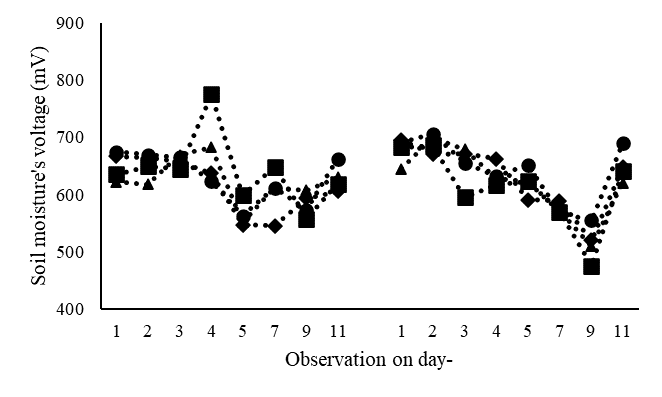 900
800
700
600
500
400
Soil moisture's voltage (mV)
1 2 3 4 5 7 9 11 1 2 3 4 5 7 9 11
Observation on day-